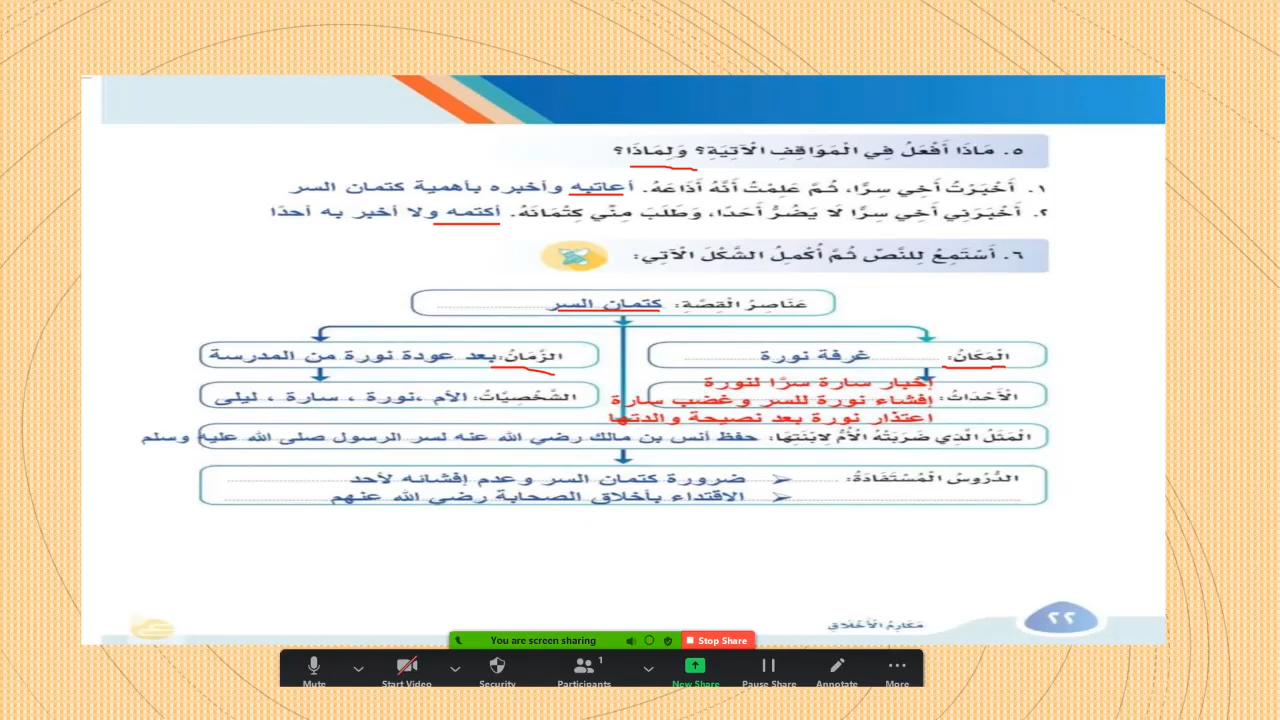 ٥. مَاذَا أَفْعَلُ فِي الْمَوَاقِفِ الْآتِيَةِ؟ وَلِمَاذَا؟
١. أَخْبَرْتُ أَخِي سِرًّا، ثُمَّ عَلِمْتُ أَنَّهُ أَذَاعَهُ. أعاتبه وأخبره بأهمية كتمان السر
٢. أَخْبَرَنِي أَخِي سِرًّا لَا يَضُرُّ أَحَدًا، وَطَلَبَ مِنِّي كِتْمَانَهُ. أكتمه ولا أخبر به أحدًا
٦. أَسْتَمِعُ لِلنَّصِّ ثُمَّ أُكْمِلُ الشَّكْلَ الْآتِي:
عَنَاصِرُ الْقِصَّةِ: كتمان السر
الْمَكَانُ: غرفة نورة
الزَّمَانُ: بعد عودة نورة من المدرسة
الْأَحْدَاثُ: إخبار سارة سرًا لنورة
إفشاء نورة للسر وغضب سارة
اعتذار نورة بعد نصيحة والدتها
الشَّخْصِيَّاتُ: الأم ،نورة ، سارة ، ليلى
الْمَثَلُ الَّذِي ضَرَبَتْهُ الْأُمُّ لِابْنَتِهَا: حفظ أنس بن مالك رضي الله عنه لسر الرسول صلى الله عليه وسلم
الدُّرُوسُ الْمُسْتَفَادَةُ: ➢ ضرورة كتمان السر وعدم إفشائه لأحد
➢ الاقتداء بأخلاق الصحابة رضي الله عنهم
٢٢
مَكَارِمُ الْأَخْلَاقِ
You are screen sharing Stop Share
1
Mute Start Video Security Participants New Share Pause Share Annotate More